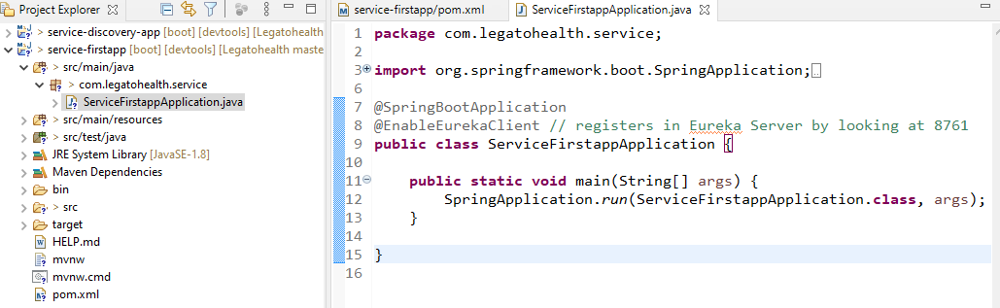 Project Explorer
service-discovery-app [boot] [devtools] [Legatohealth
service-firstapp [boot] [devtools] [Legatohealth maste
> src/main/java
> com.legatohealth.service
> ServiceFirstappApplication.java
> src/main/resources
> src/test/java
JRE System Library [JavaSE-1.8]
Maven Dependencies
bin
> src
target
HELP.md
mvnw
mvnw.cmd
pom.xml
service-firstapp/pom.xml
ServiceFirstappApplication.java
1 package com.legatohealth.service;
2
3 import org.springframework.boot.SpringApplication;
6
7 @SpringBootApplication
8 @EnableEurekaClient // registers in Eureka Server by looking at 8761
9 public class ServiceFirstappApplication {
10
11 public static void main(String[] args) {
12 SpringApplication.run(ServiceFirstappApplication.class, args);
13 }
14
15 }
16